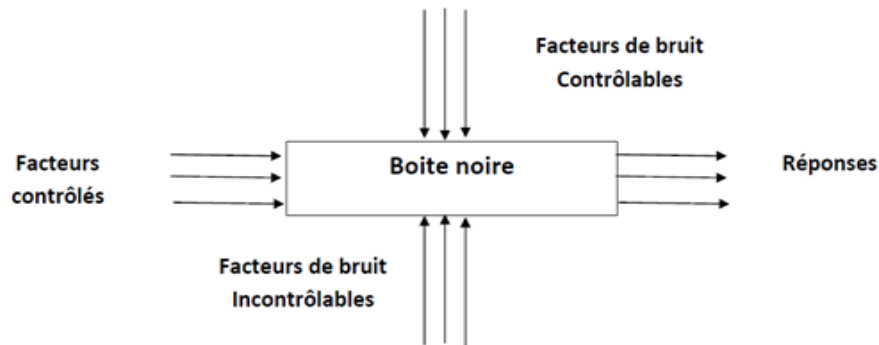 Facteurs de bruit
Contrôlables
Facteurs
contrôlés
Boite noire
Réponses
Facteurs de bruit
Incontrôlables